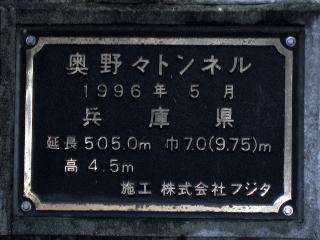 奥野々トンネル
1996年5月
兵庫県
延長505.0m 巾7.0(9.75)m
高4.5m
施工 株式会社フジタ